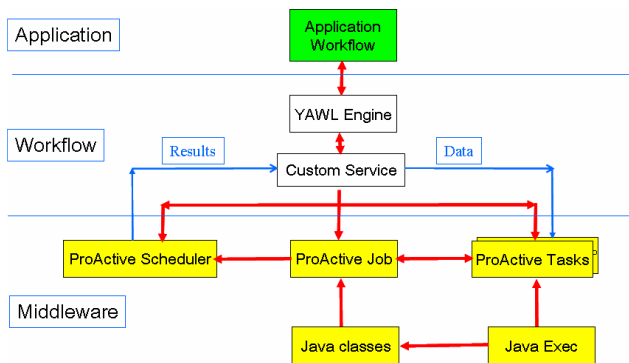 Application
Application
Workflow
YAWL Engine
Workflow
Results
Data
Custom Service
ProActive Scheduler
ProActive Job
ProActive Tasks
Middleware
Java classes
Java Exec